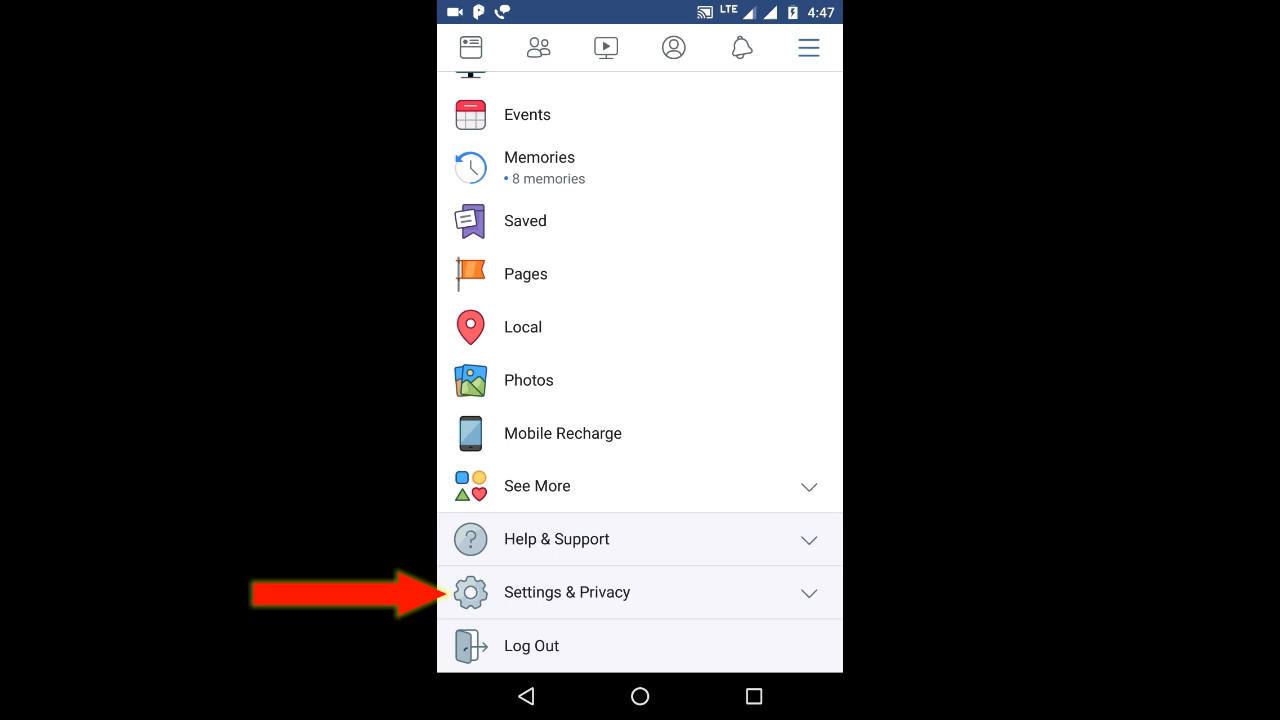 LTE 4:47
Events
Memories
• 8 memories
Saved
Pages
Local
Photos
Mobile Recharge
See More
Help & Support
Settings & Privacy
Log Out